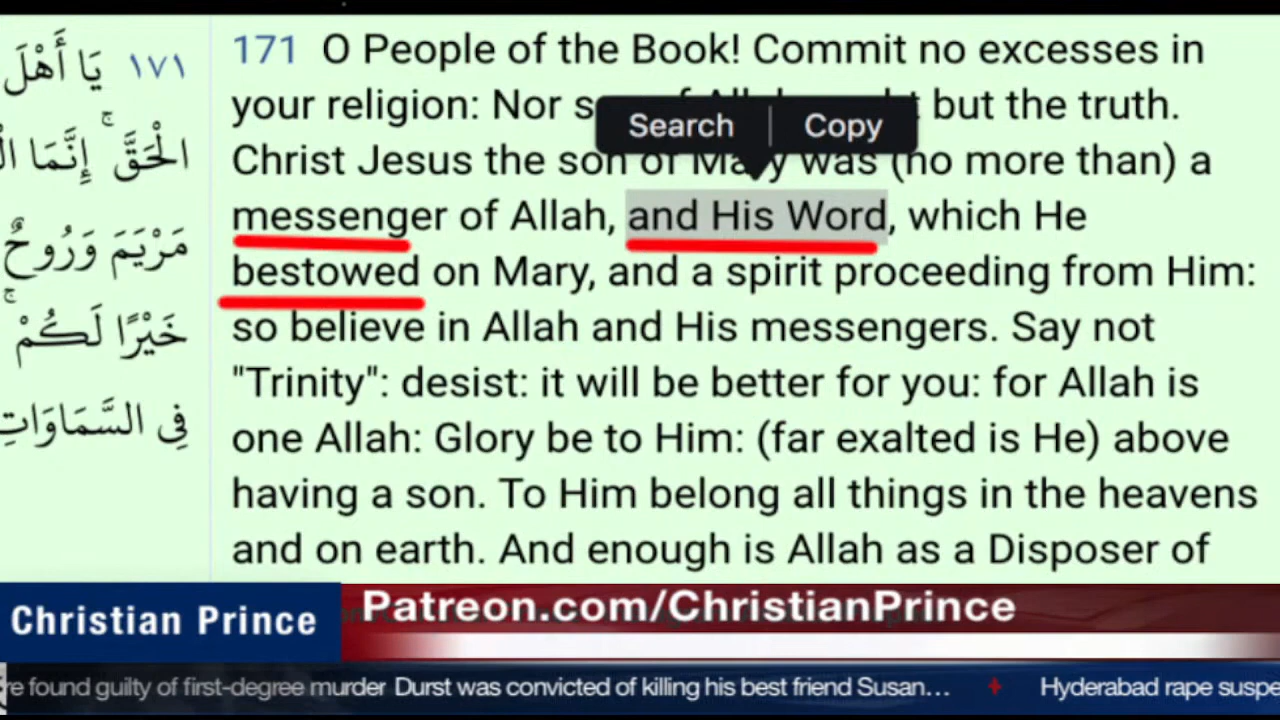 171 O People of the Book! Commit no excesses in
your religion: Nor but the truth.
Search | Copy
Christ Jesus the son of Mary was (no more than) a
messenger of Allah, and His Word, which He
bestowed on Mary, and a spirit proceeding from Him:
so believe in Allah and His messengers. Say not
"Trinity": desist: it will be better for you: for Allah is
one Allah: Glory be to Him: (far exalted is He) above
having a son. To Him belong all things in the heavens
and on earth. And enough is Allah as a Disposer of
١٧١ يَا أَهْلَ
الْحَقَّ ۚ إِنَّمَا
مَرْيَمَ وَرُوحٌ
خَيْرًا لَكُمْ ۚ
فِي السَّمَاوَاتِ
Christian Prince
Patreon.com/ChristianPrince
re found guilty of first-degree murder Durst was convicted of killing his best friend Susan... Hyderabad rape suspe